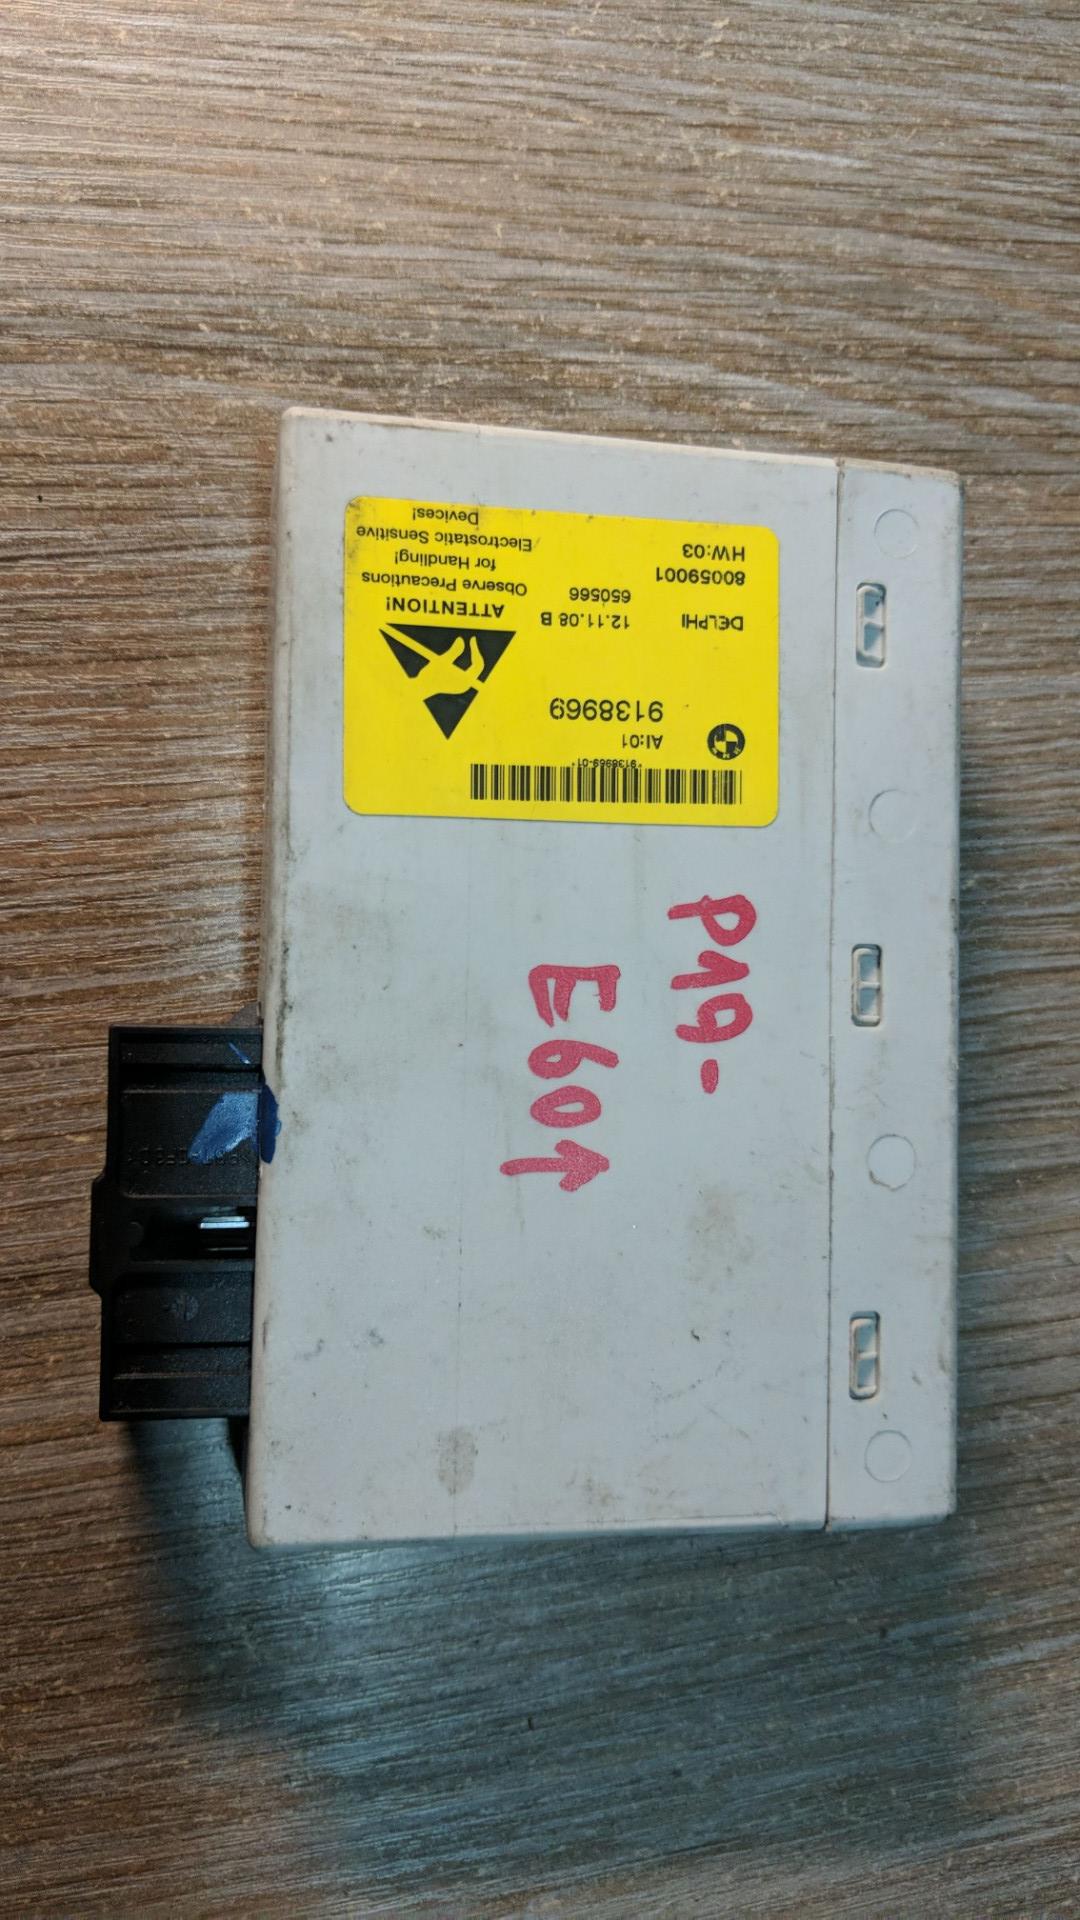 *9138969-01*
AI:01
9138969
DELPHI 12.11.08 B
650566
80059001
HW:03
ATTENTION!
Observe Precautions
for Handling!
Electrostatic Sensitive
Devices!
E60↑